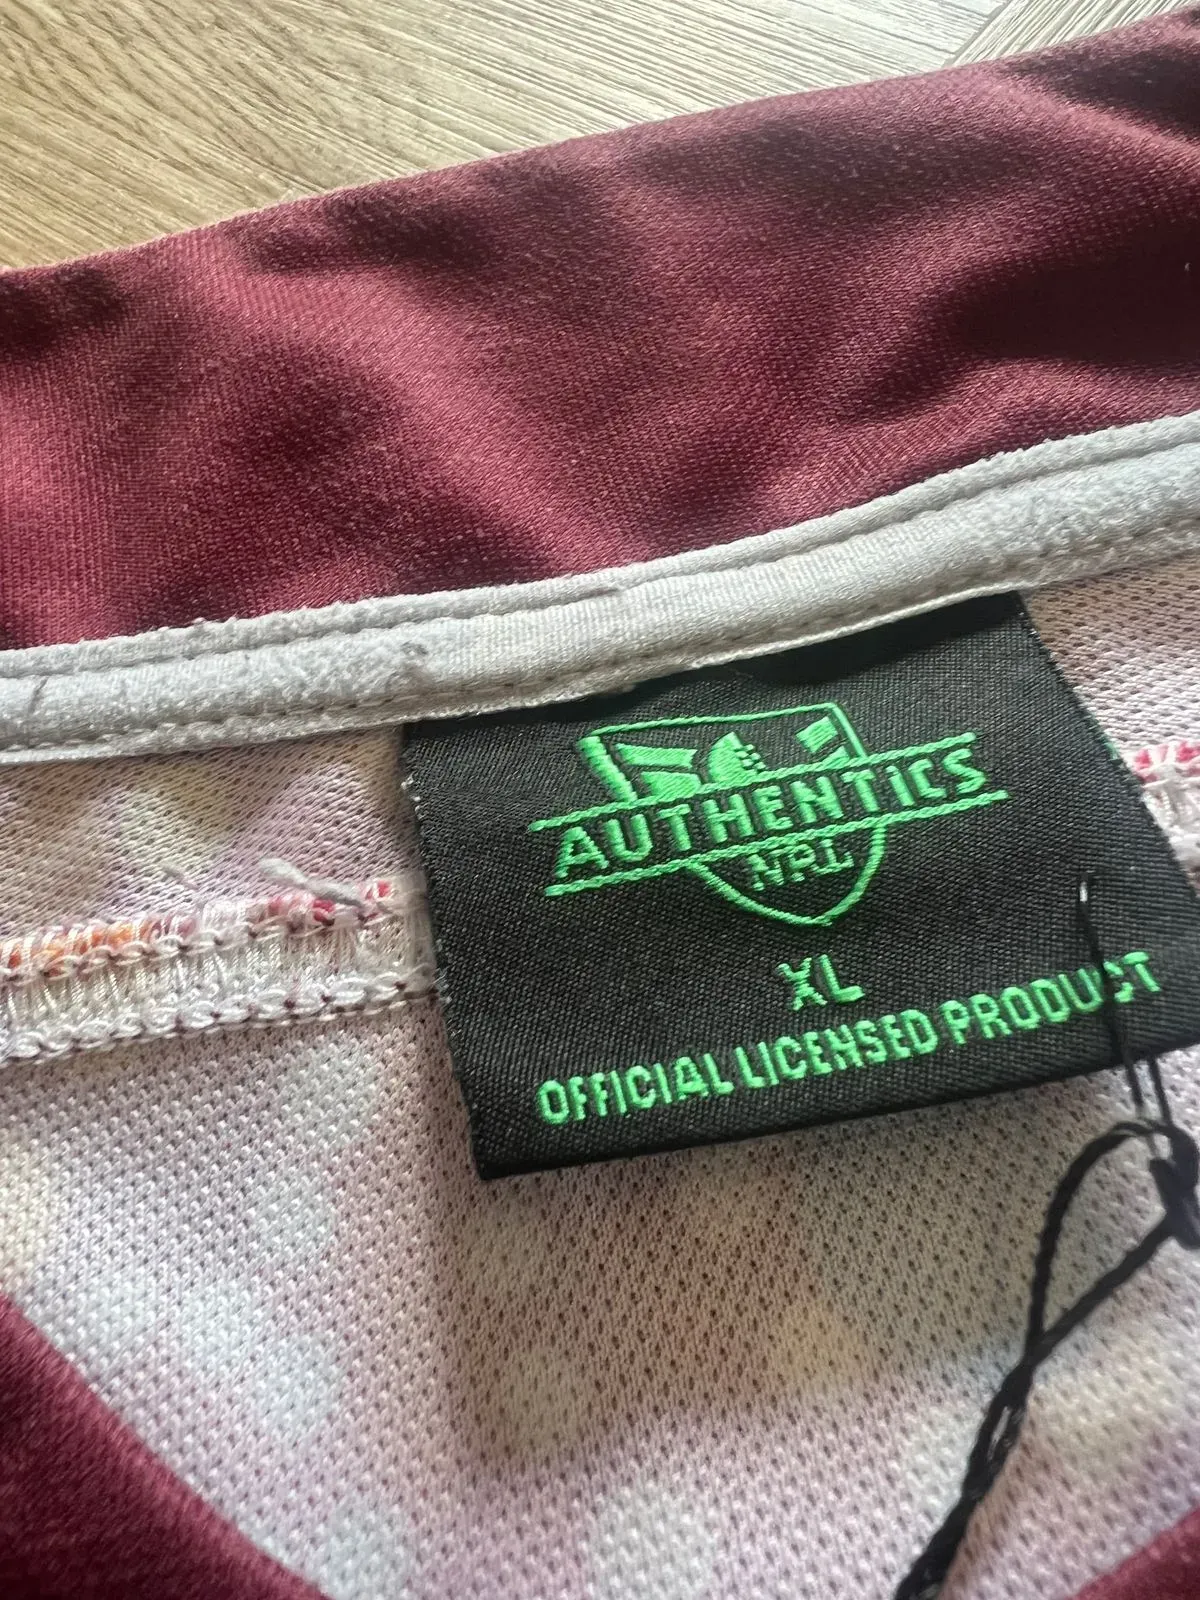 AUTHENTICS
NRL
XL
OFFICIAL LICENSED PRODUCT